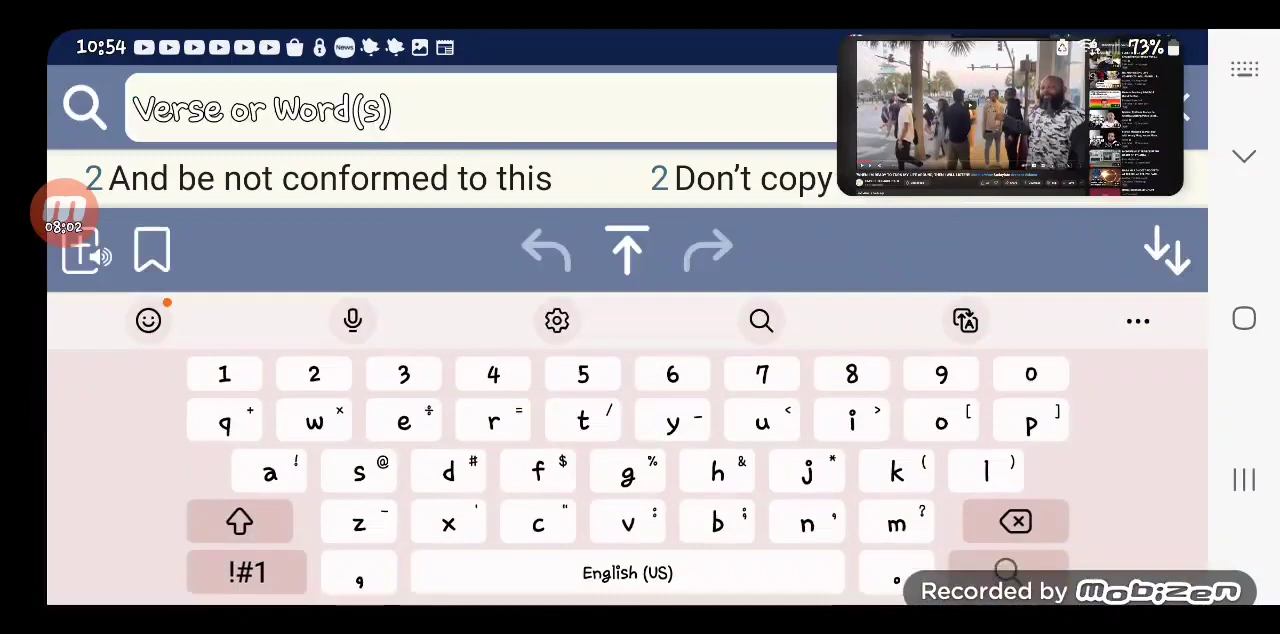 10:54 News 73%
Verse or Word(s)
2 And be not conformed to this 2 Don't copy
08:02
1 2 3 4 5 6 7 8 9 0
q + w × e ÷ r = t / y - u < i > o [ p ]
a ! s @ d # f $ g % h & j * k ( l )
z - x ' c " v : b ; n , m ?
!#1 , English (US) .
Recorded by mobizen